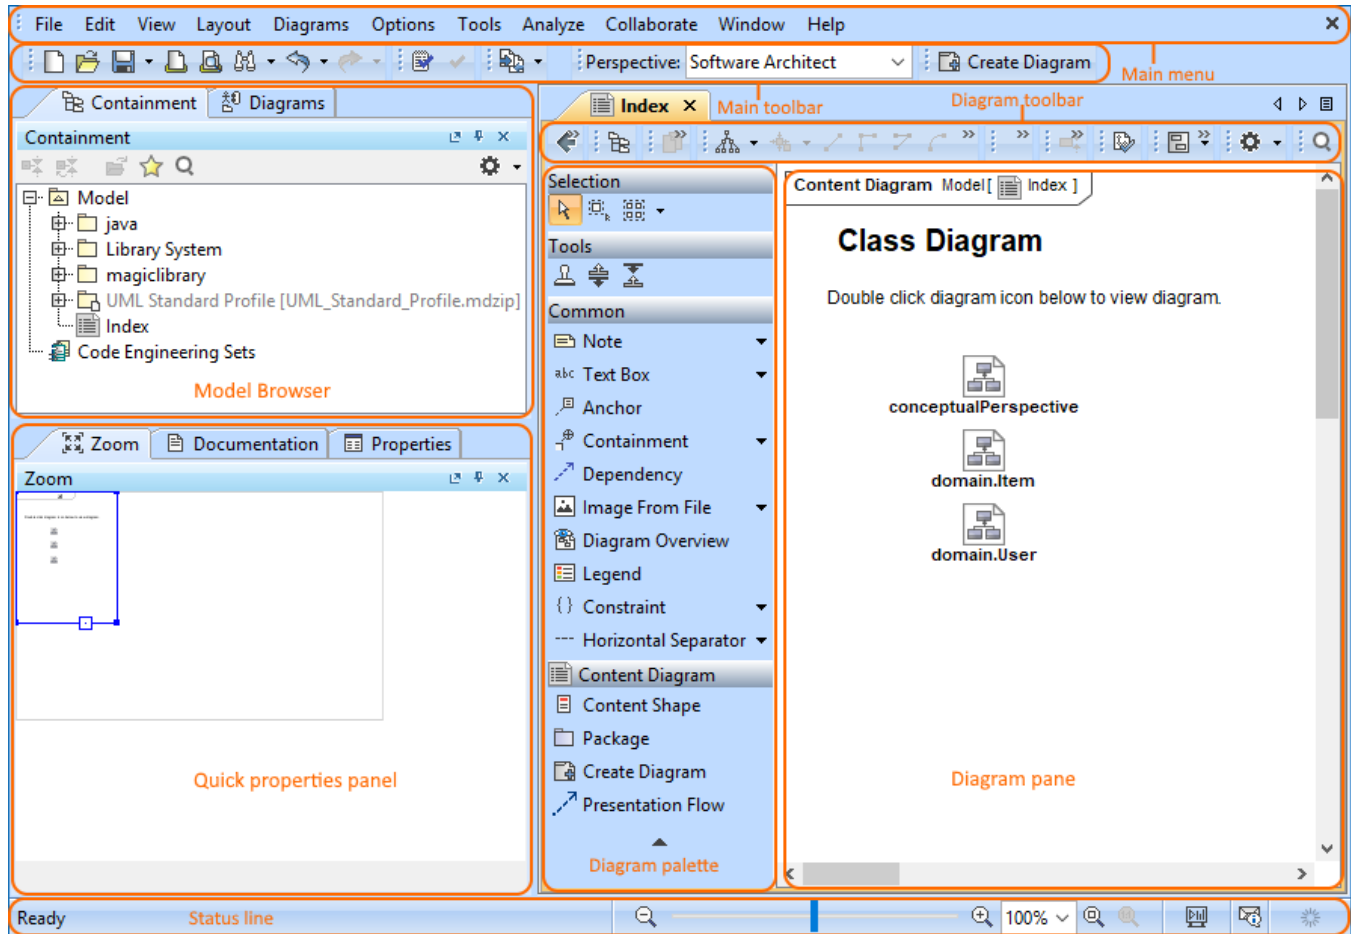 File Edit View Layout Diagrams Options Tools Analyze Collaborate Window Help
Main menu
Perspective: Software Architect Create Diagram
Containment Diagrams
Index
Main toolbar
Diagram toolbar
Containment
Model
java
Library System
magiclibrary
UML Standard Profile [UML_Standard_Profile.mdzip]
Index
Code Engineering Sets
Model Browser
Zoom Documentation Properties
Zoom
Quick properties panel
Selection
Tools
Common
Note
abc Text Box
Anchor
Containment
Dependency
Image From File
Diagram Overview
Legend
{} Constraint
Horizontal Separator
Content Diagram
Content Shape
Package
Create Diagram
Presentation Flow
Diagram palette
Content Diagram Model[ Index ]
Class Diagram
Double click diagram icon below to view diagram.
conceptualPerspective
domain.Item
domain.User
Diagram pane
Ready
Status line
100%